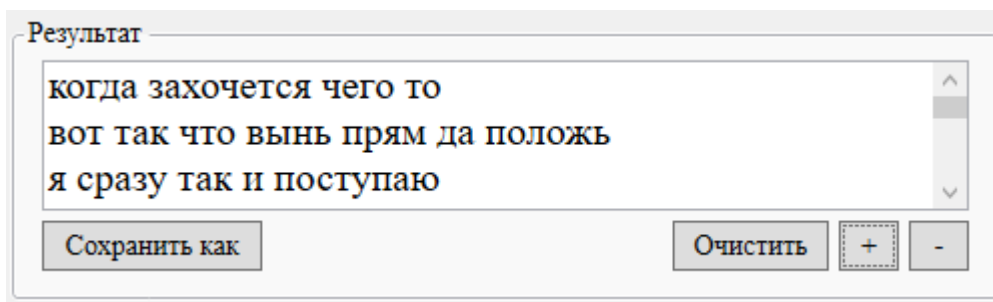 Результат
когда захочется чего то
вот так что вынь прям да положь
я сразу так и поступаю
Сохранить как
Очистить
+
-